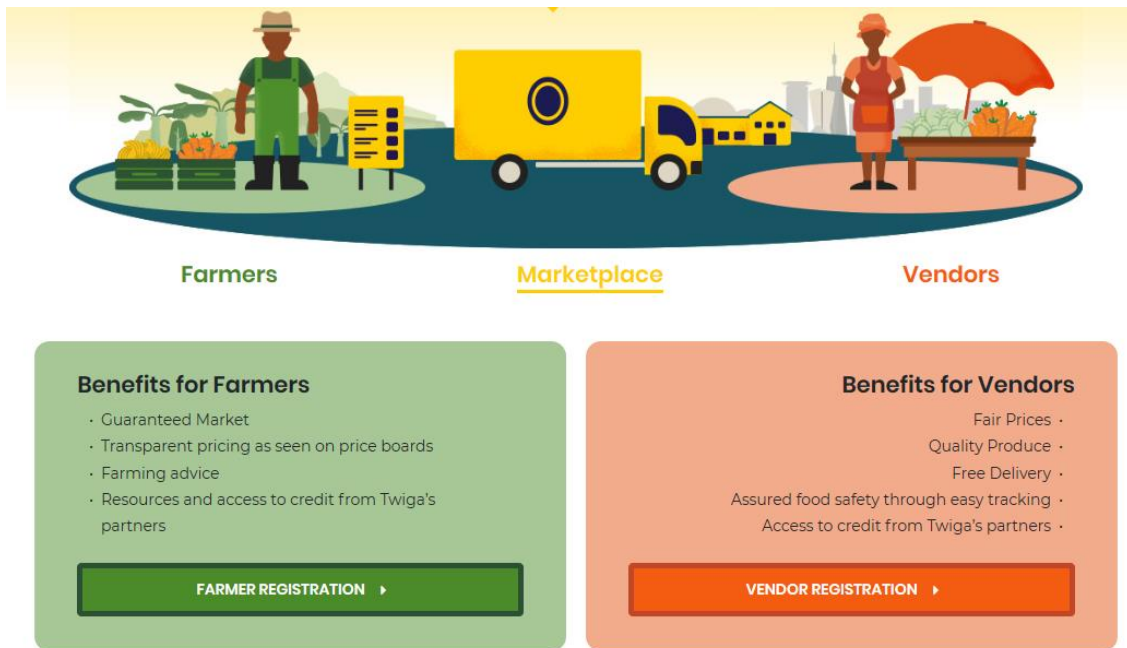 Farmers
Marketplace
Vendors
Benefits for Farmers
· Guaranteed Market
· Transparent pricing as seen on price boards
· Farming advice
· Resources and access to credit from Twiga's
partners
FARMER REGISTRATION
Benefits for Vendors
Fair Prices ·
Quality Produce ·
Free Delivery ·
Assured food safety through easy tracking ·
Access to credit from Twiga's partners ·
VENDOR REGISTRATION